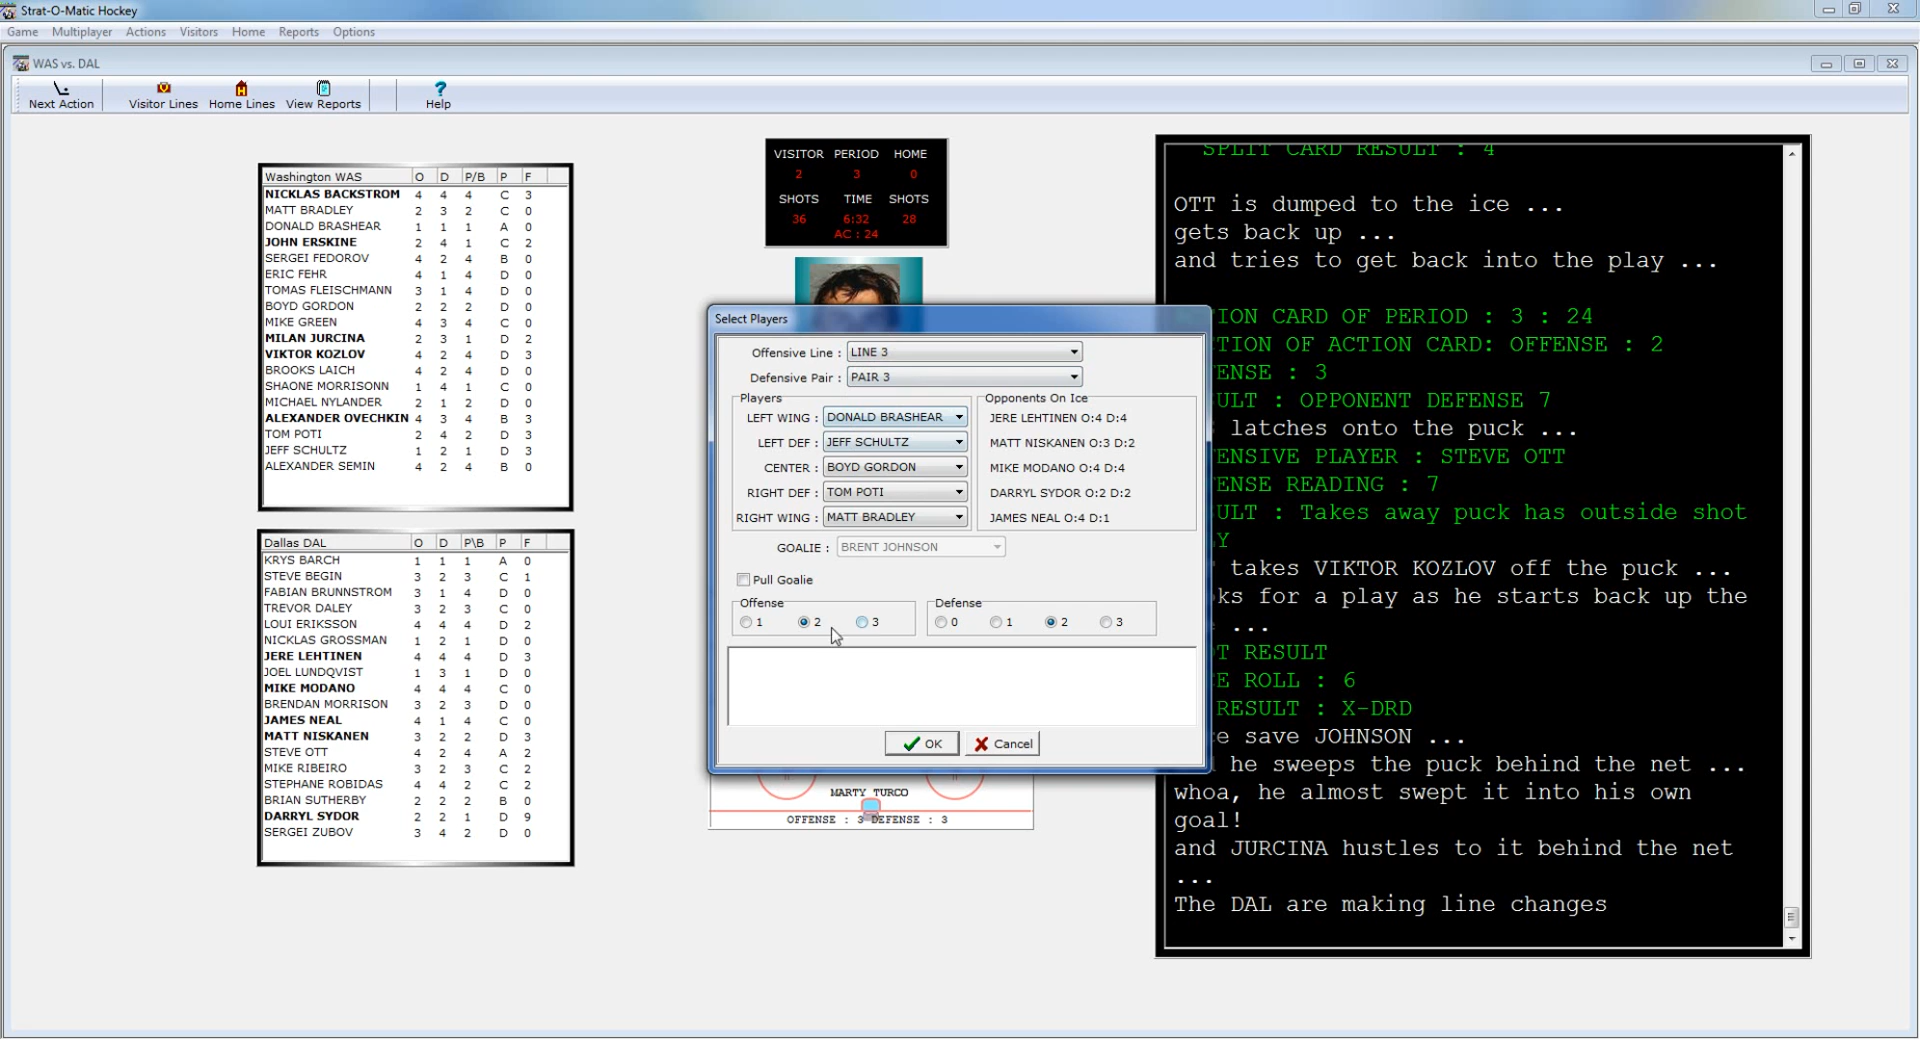 Strat-O-Matic Hockey
Game Multiplayer Actions Visitors Home Reports Options
WAS vs. DAL
Next Action Visitor Lines Home Lines View Reports Help
Washington WAS O D P/B P F
NICKLAS BACKSTROM 4 4 4 C 3
MATT BRADLEY 2 3 2 C 0
DONALD BRASHEAR 1 1 1 A 0
JOHN ERSKINE 2 4 1 C 2
SERGEI FEDOROV 4 2 4 B 0
ERIC FEHR 4 1 4 D 0
TOMAS FLEISCHMANN 3 1 4 D 0
BOYD GORDON 2 2 2 D 0
MIKE GREEN 4 3 4 C 0
MILAN JURCINA 2 3 1 D 2
VIKTOR KOZLOV 4 2 4 D 3
BROOKS LAICH 4 2 4 D 0
SHAONE MORRISONN 1 4 1 C 0
MICHAEL NYLANDER 2 1 2 D 0
ALEXANDER OVECHKIN 4 3 4 B 3
TOM POTI 2 4 2 D 3
JEFF SCHULTZ 1 2 1 D 3
ALEXANDER SEMIN 4 2 4 B 0
Dallas DAL O D P\B P F
KRYS BARCH 1 1 1 A 0
STEVE BEGIN 3 2 3 C 1
FABIAN BRUNNSTROM 3 1 4 D 0
TREVOR DALEY 3 2 3 C 0
LOUI ERIKSSON 4 4 4 D 2
NICKLAS GROSSMAN 1 2 1 D 0
JERE LEHTINEN 4 4 4 D 3
JOEL LUNDQVIST 1 3 1 D 0
MIKE MODANO 4 4 4 C 0
BRENDAN MORRISON 3 2 3 D 0
JAMES NEAL 4 1 4 C 0
MATT NISKANEN 3 2 2 D 3
STEVE OTT 4 2 4 A 2
MIKE RIBEIRO 3 2 3 C 2
STEPHANE ROBIDAS 4 4 2 C 2
BRIAN SUTHERBY 2 2 2 B 0
DARRYL SYDOR 2 2 1 D 9
SERGEI ZUBOV 3 4 2 D 0
VISITOR PERIOD HOME
2 3 0
SHOTS TIME SHOTS
36 6:32 28
AC : 24
Select Players
Offensive Line : LINE 3
Defensive Pair : PAIR 3
Players Opponents On Ice
LEFT WING : DONALD BRASHEAR JERE LEHTINEN O:4 D:4
LEFT DEF : JEFF SCHULTZ MATT NISKANEN O:3 D:2
CENTER : BOYD GORDON MIKE MODANO O:4 D:4
RIGHT DEF : TOM POTI DARRYL SYDOR O:2 D:2
RIGHT WING : MATT BRADLEY JAMES NEAL O:4 D:1
GOALIE : BRENT JOHNSON
Pull Goalie
Offense Defense
1 2 3 0 1 2 3
OK Cancel
MARTY TURCO
OFFENSE : 3 DEFENSE : 3
SPLIT CARD RESULT : 4
OTT is dumped to the ice ...
gets back up ...
and tries to get back into the play ...
ION CARD OF PERIOD : 3 : 24
TION OF ACTION CARD: OFFENSE : 2
ENSE : 3
ULT : OPPONENT DEFENSE 7
latches onto the puck ...
ENSIVE PLAYER : STEVE OTT
ENSE READING : 7
ULT : Takes away puck has outside shot
Y
takes VIKTOR KOZLOV off the puck ...
ks for a play as he starts back up the
...
T RESULT
E ROLL : 6
RESULT : X-DRD
e save JOHNSON ...
he sweeps the puck behind the net ...
whoa, he almost swept it into his own
goal!
and JURCINA hustles to it behind the net
...
The DAL are making line changes